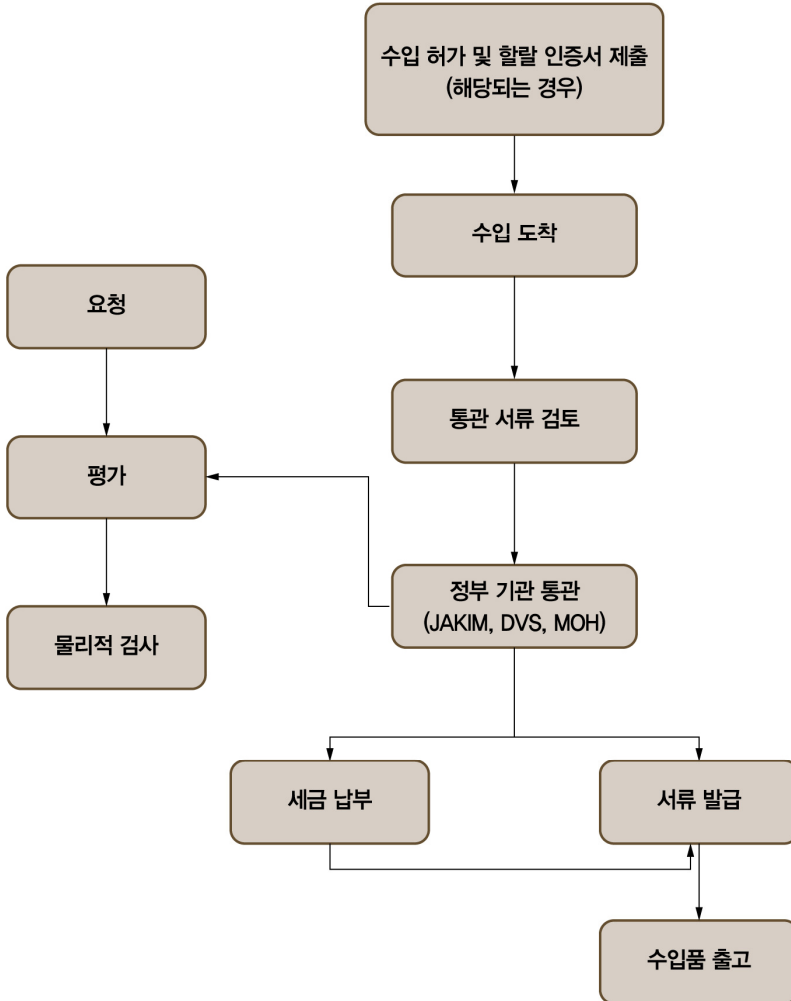 수입 허가 및 할랄 인증서 제출
(해당되는 경우)
수입 도착
요청
통관 서류 검토
평가
정부 기관 통관
(JAKIM, DVS, MOH)
물리적 검사
세금 납부
서류 발급
수입품 출고